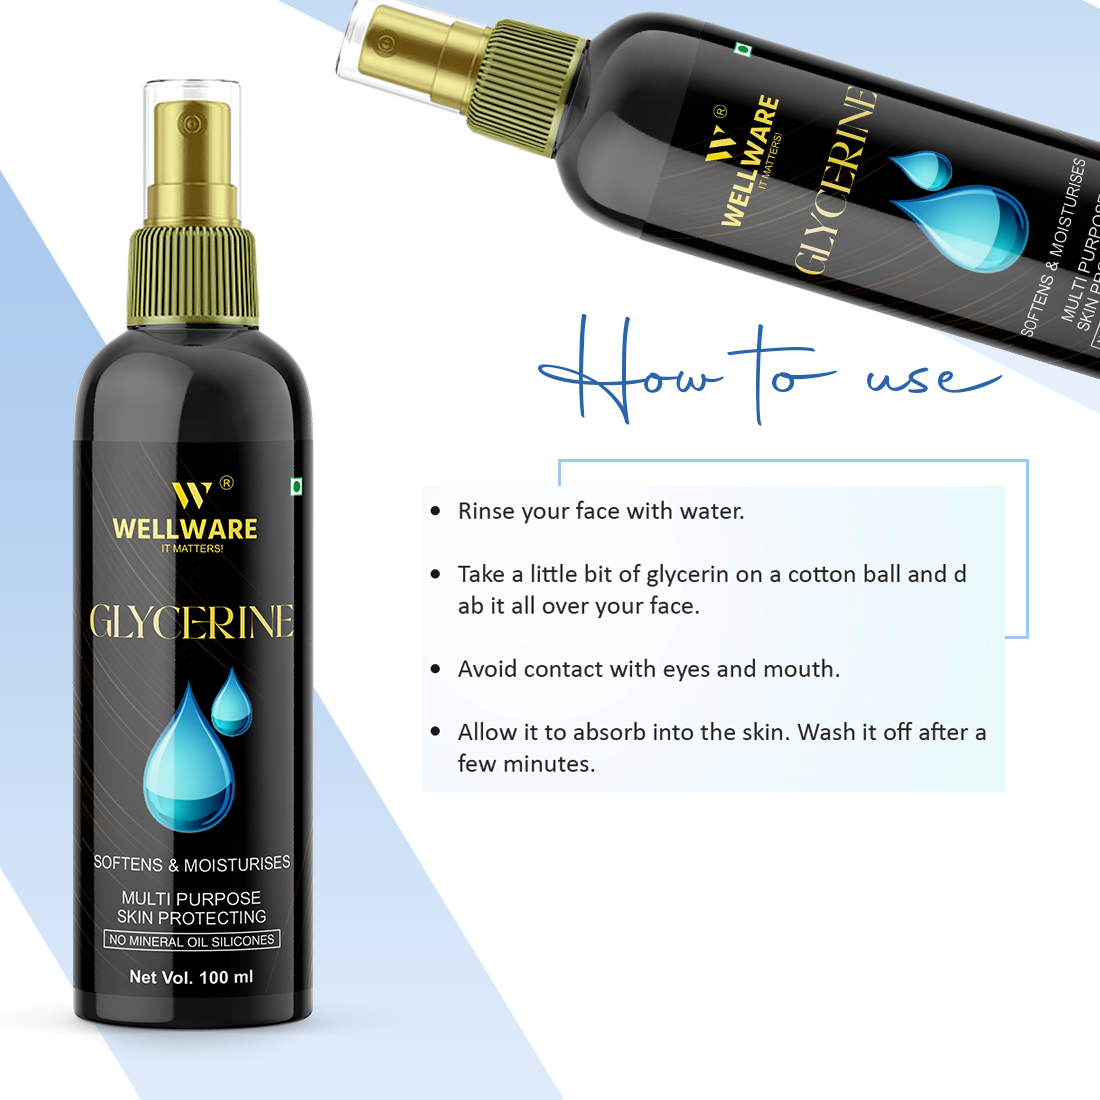 W ®
WELLWARE
IT MATTERS!
GLYCERINE
SOFTENS & MOISTURISES
MULTI PURPOSE
How to use
• Rinse your face with water.
• Take a little bit of glycerin on a cotton ball and d
ab it all over your face.
• Avoid contact with eyes and mouth.
• Allow it to absorb into the skin. Wash it off after a
few minutes.
W ®
WELLWARE
IT MATTERS!
GLYCERINE
SOFTENS & MOISTURISES
MULTI PURPOSE
SKIN PROTECTING
NO MINERAL OIL SILICONES
Net Vol. 100 ml